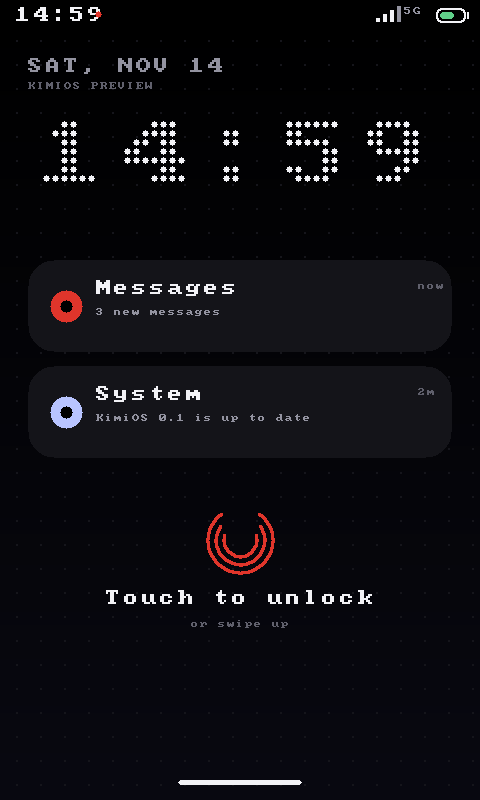 14:59
5G
SAT, NOV 14
KIMIOS PREVIEW
14:59
Messages
now
3 new messages
System
2m
KimiOS 0.1 is up to date
Touch to unlock
or swipe up